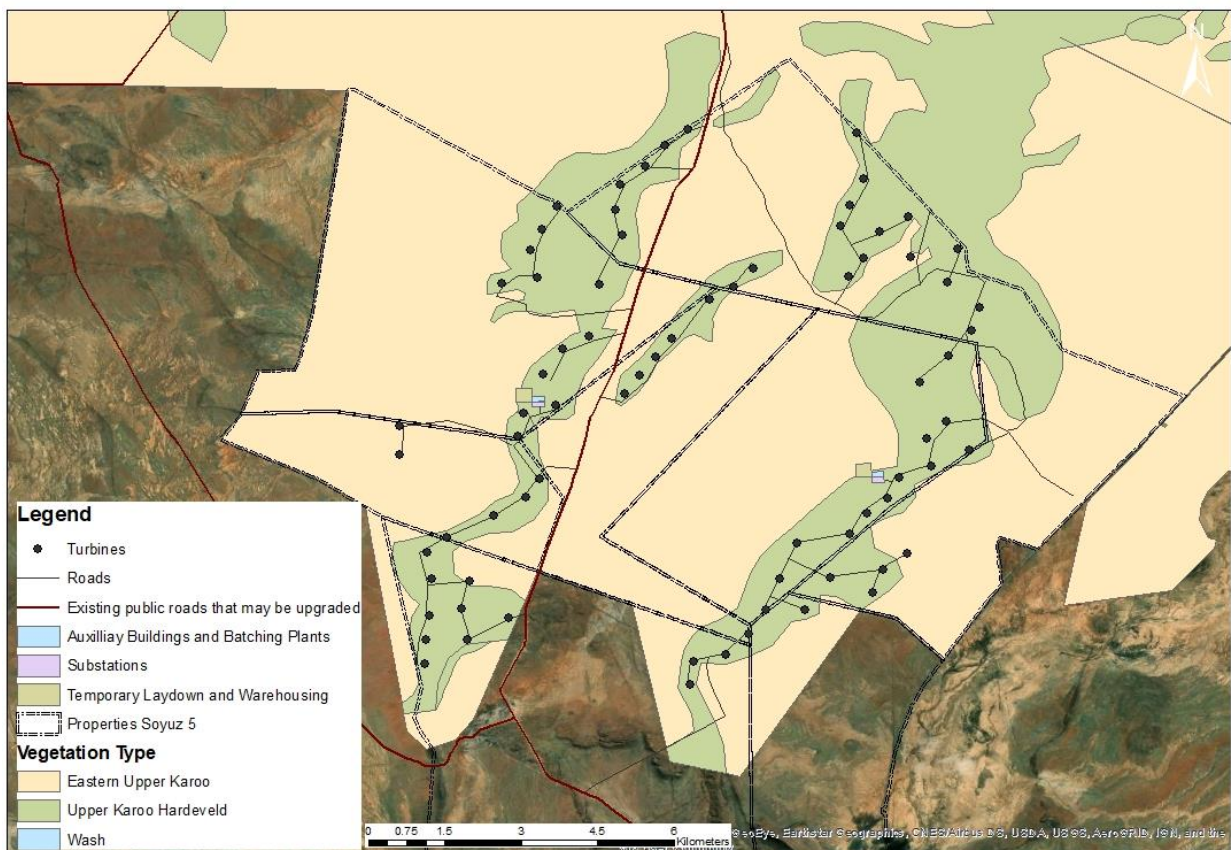 N
Legend
Turbines
Roads
Existing public roads that may be upgraded
Auxilliay Buildings and Batching Plants
Substations
Temporary Laydown and Warehousing
Properties Soyuz 5
Vegetation Type
Eastern Upper Karoo
Upper Karoo Hardeveld
Wash
0 0.75 1.5 3 4.5 6
Kilometers
GeoEye, Earthstar Geographics, CNES/Airbus DS, USDA, USGS, AeroGRID, IGN, and the